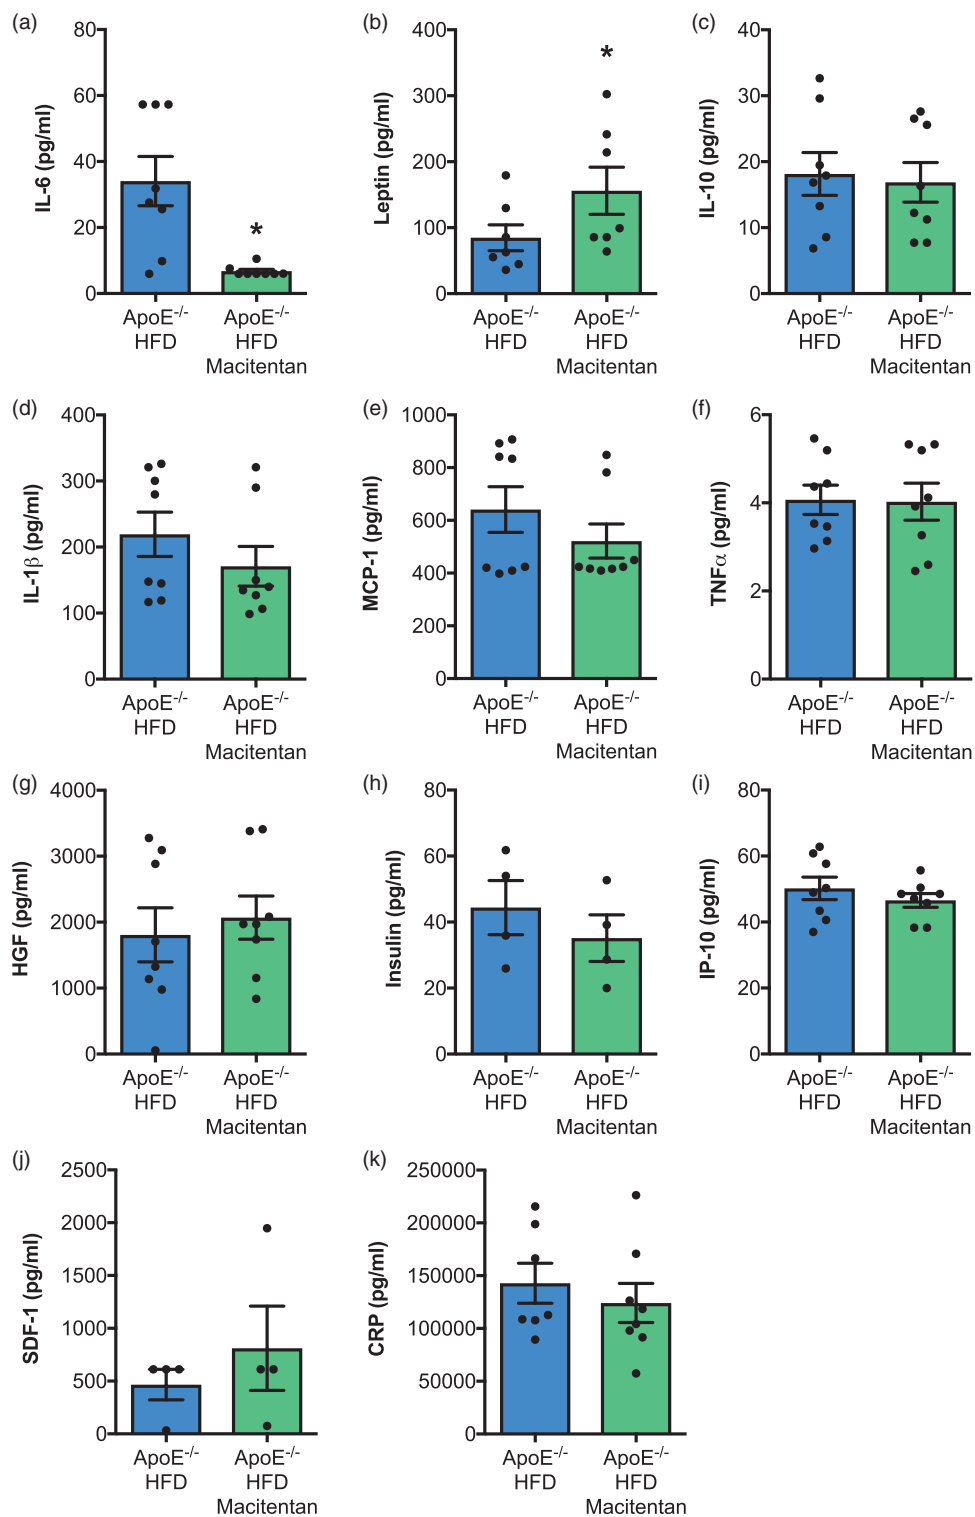 (a)
IL-6 (pg/ml)
80
60
40
20
0
*
ApoE-/-
HFD
ApoE-/-
HFD
Macitentan
(b)
Leptin (pg/ml)
400
300
200
100
0
*
ApoE-/-
HFD
ApoE-/-
HFD
Macitentan
(c)
IL-10 (pg/ml)
40
30
20
10
0
ApoE-/-
HFD
ApoE-/-
HFD
Macitentan
(d)
IL-1β (pg/ml)
400
300
200
100
0
ApoE-/-
HFD
ApoE-/-
HFD
Macitentan
(e)
MCP-1 (pg/ml)
1000
800
600
400
200
0
ApoE-/-
HFD
ApoE-/-
HFD
Macitentan
(f)
TNFα (pg/ml)
6
4
2
0
ApoE-/-
HFD
ApoE-/-
HFD
Macitentan
(g)
HGF (pg/ml)
4000
3000
2000
1000
0
ApoE-/-
HFD
ApoE-/-
HFD
Macitentan
(h)
Insulin (pg/ml)
80
60
40
20
0
ApoE-/-
HFD
ApoE-/-
HFD
Macitentan
(i)
IP-10 (pg/ml)
80
60
40
20
0
ApoE-/-
HFD
ApoE-/-
HFD
Macitentan
(j)
SDF-1 (pg/ml)
2500
2000
1500
1000
500
0
ApoE-/-
HFD
ApoE-/-
HFD
Macitentan
(k)
CRP (pg/ml)
250000
200000
150000
100000
50000
0
ApoE-/-
HFD
ApoE-/-
HFD
Macitentan